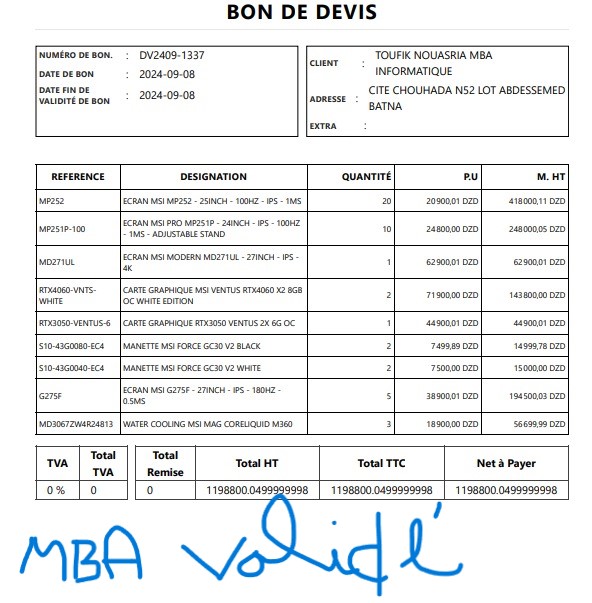 BON DE DEVIS
NUMÉRO DE BON. : DV2409-1337
DATE DE BON : 2024-09-08
DATE FIN DE VALIDITÉ DE BON : 2024-09-08
CLIENT : TOUFIK NOUASRIA MBA INFORMATIQUE
ADRESSE : CITE CHOUHADA N52 LOT ABDESSEMED BATNA
EXTRA :
REFERENCE DESIGNATION QUANTITÉ P.U M. HT
MP252 ECRAN MSI MP252 - 25INCH - 100HZ - IPS - 1MS 20 20 900,01 DZD 418 000,11 DZD
MP251P-100 ECRAN MSI PRO MP251P - 24INCH - IPS - 100HZ - 1MS - ADJUSTABLE STAND 10 24 800,00 DZD 248 000,05 DZD
MD271UL ECRAN MSI MODERN MD271UL - 27INCH - IPS - 4K 1 62 900,01 DZD 62 900,01 DZD
RTX4060-VNTS-WHITE CARTE GRAPHIQUE MSI VENTUS RTX4060 X2 8GB OC WHITE EDITION 2 71 900,00 DZD 143 800,00 DZD
RTX3050-VENTUS-6 CARTE GRAPHIQUE RTX3050 VENTUS 2X 6G OC 1 44 900,01 DZD 44 900,01 DZD
S10-43G0080-EC4 MANETTE MSI FORCE GC30 V2 BLACK 2 7 499,89 DZD 14 999,78 DZD
S10-43G0040-EC4 MANETTE MSI FORCE GC30 V2 WHITE 2 7 500,00 DZD 15 000,00 DZD
G275F ECRAN MSI G275F - 27INCH - IPS - 180HZ - 0.5MS 5 38 900,01 DZD 194 500,03 DZD
MD3067ZW4R24813 WATER COOLING MSI MAG CORELIQUID M360 3 18 900,00 DZD 56 699,99 DZD
TVA Total TVA Total Remise Total HT Total TTC Net à Payer
0 % 0 0 1198800.0499999998 1198800.0499999998 1198800.0499999998
MBA Validé